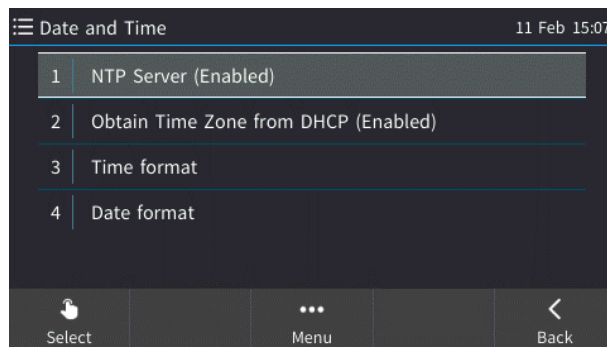 Date and Time 11 Feb 15:07
1 NTP Server (Enabled)
2 Obtain Time Zone from DHCP (Enabled)
3 Time format
4 Date format
Select Menu Back